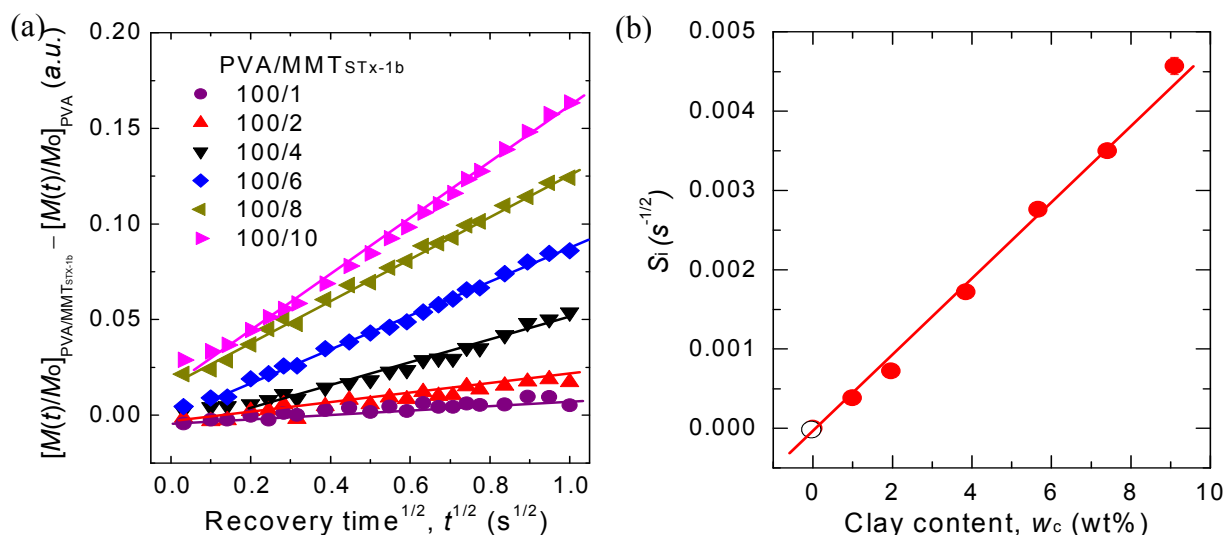 (a)
[M(t)/Mo]PVA/MMTSTx-1b – [M(t)/Mo]PVA (a.u.)
0.20
0.15
0.10
0.05
0.00
PVA/MMTSTx-1b
100/1
100/2
100/4
100/6
100/8
100/10
0.0 0.2 0.4 0.6 0.8 1.0
Recovery time1/2, t1/2 (s1/2)
(b)
Si (s-1/2)
0.005
0.004
0.003
0.002
0.001
0.000
0 2 4 6 8 10
Clay content, wc (wt%)